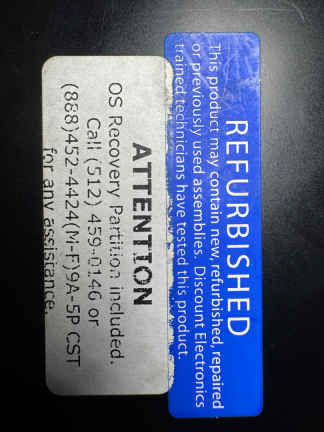 REFURBISHED
This product may contain new, refurbished, repaired
or previously used assemblies. Discount Electronics
trained technicians have tested this product.
ATTENTION
OS Recovery Partition included.
Call (512) 459-0146 or
(888)452-4424(M-F)9A-5P CST
for any assistance.